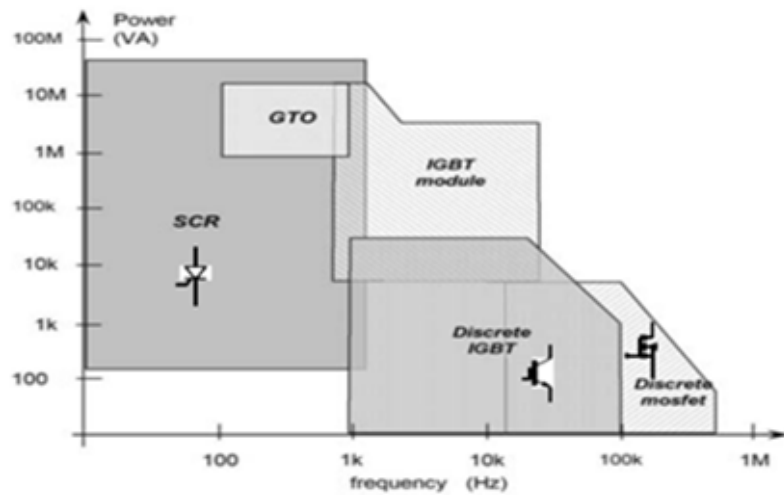 Power
(VA)
100M
10M
1M
100k
10k
1k
100
GTO
IGBT
module
SCR
Discrete
IGBT
Discrete
mosfet
100
1k
10k
100k
1M
frequency (Hz)